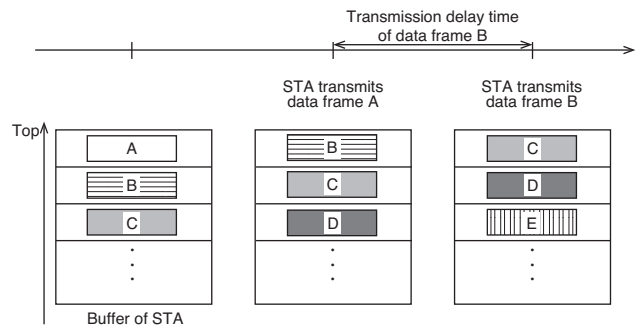 Transmission delay time
of data frame B
STA transmits
data frame A
STA transmits
data frame B
Top
A
B
C
B
C
D
C
D
E
Buffer of STA